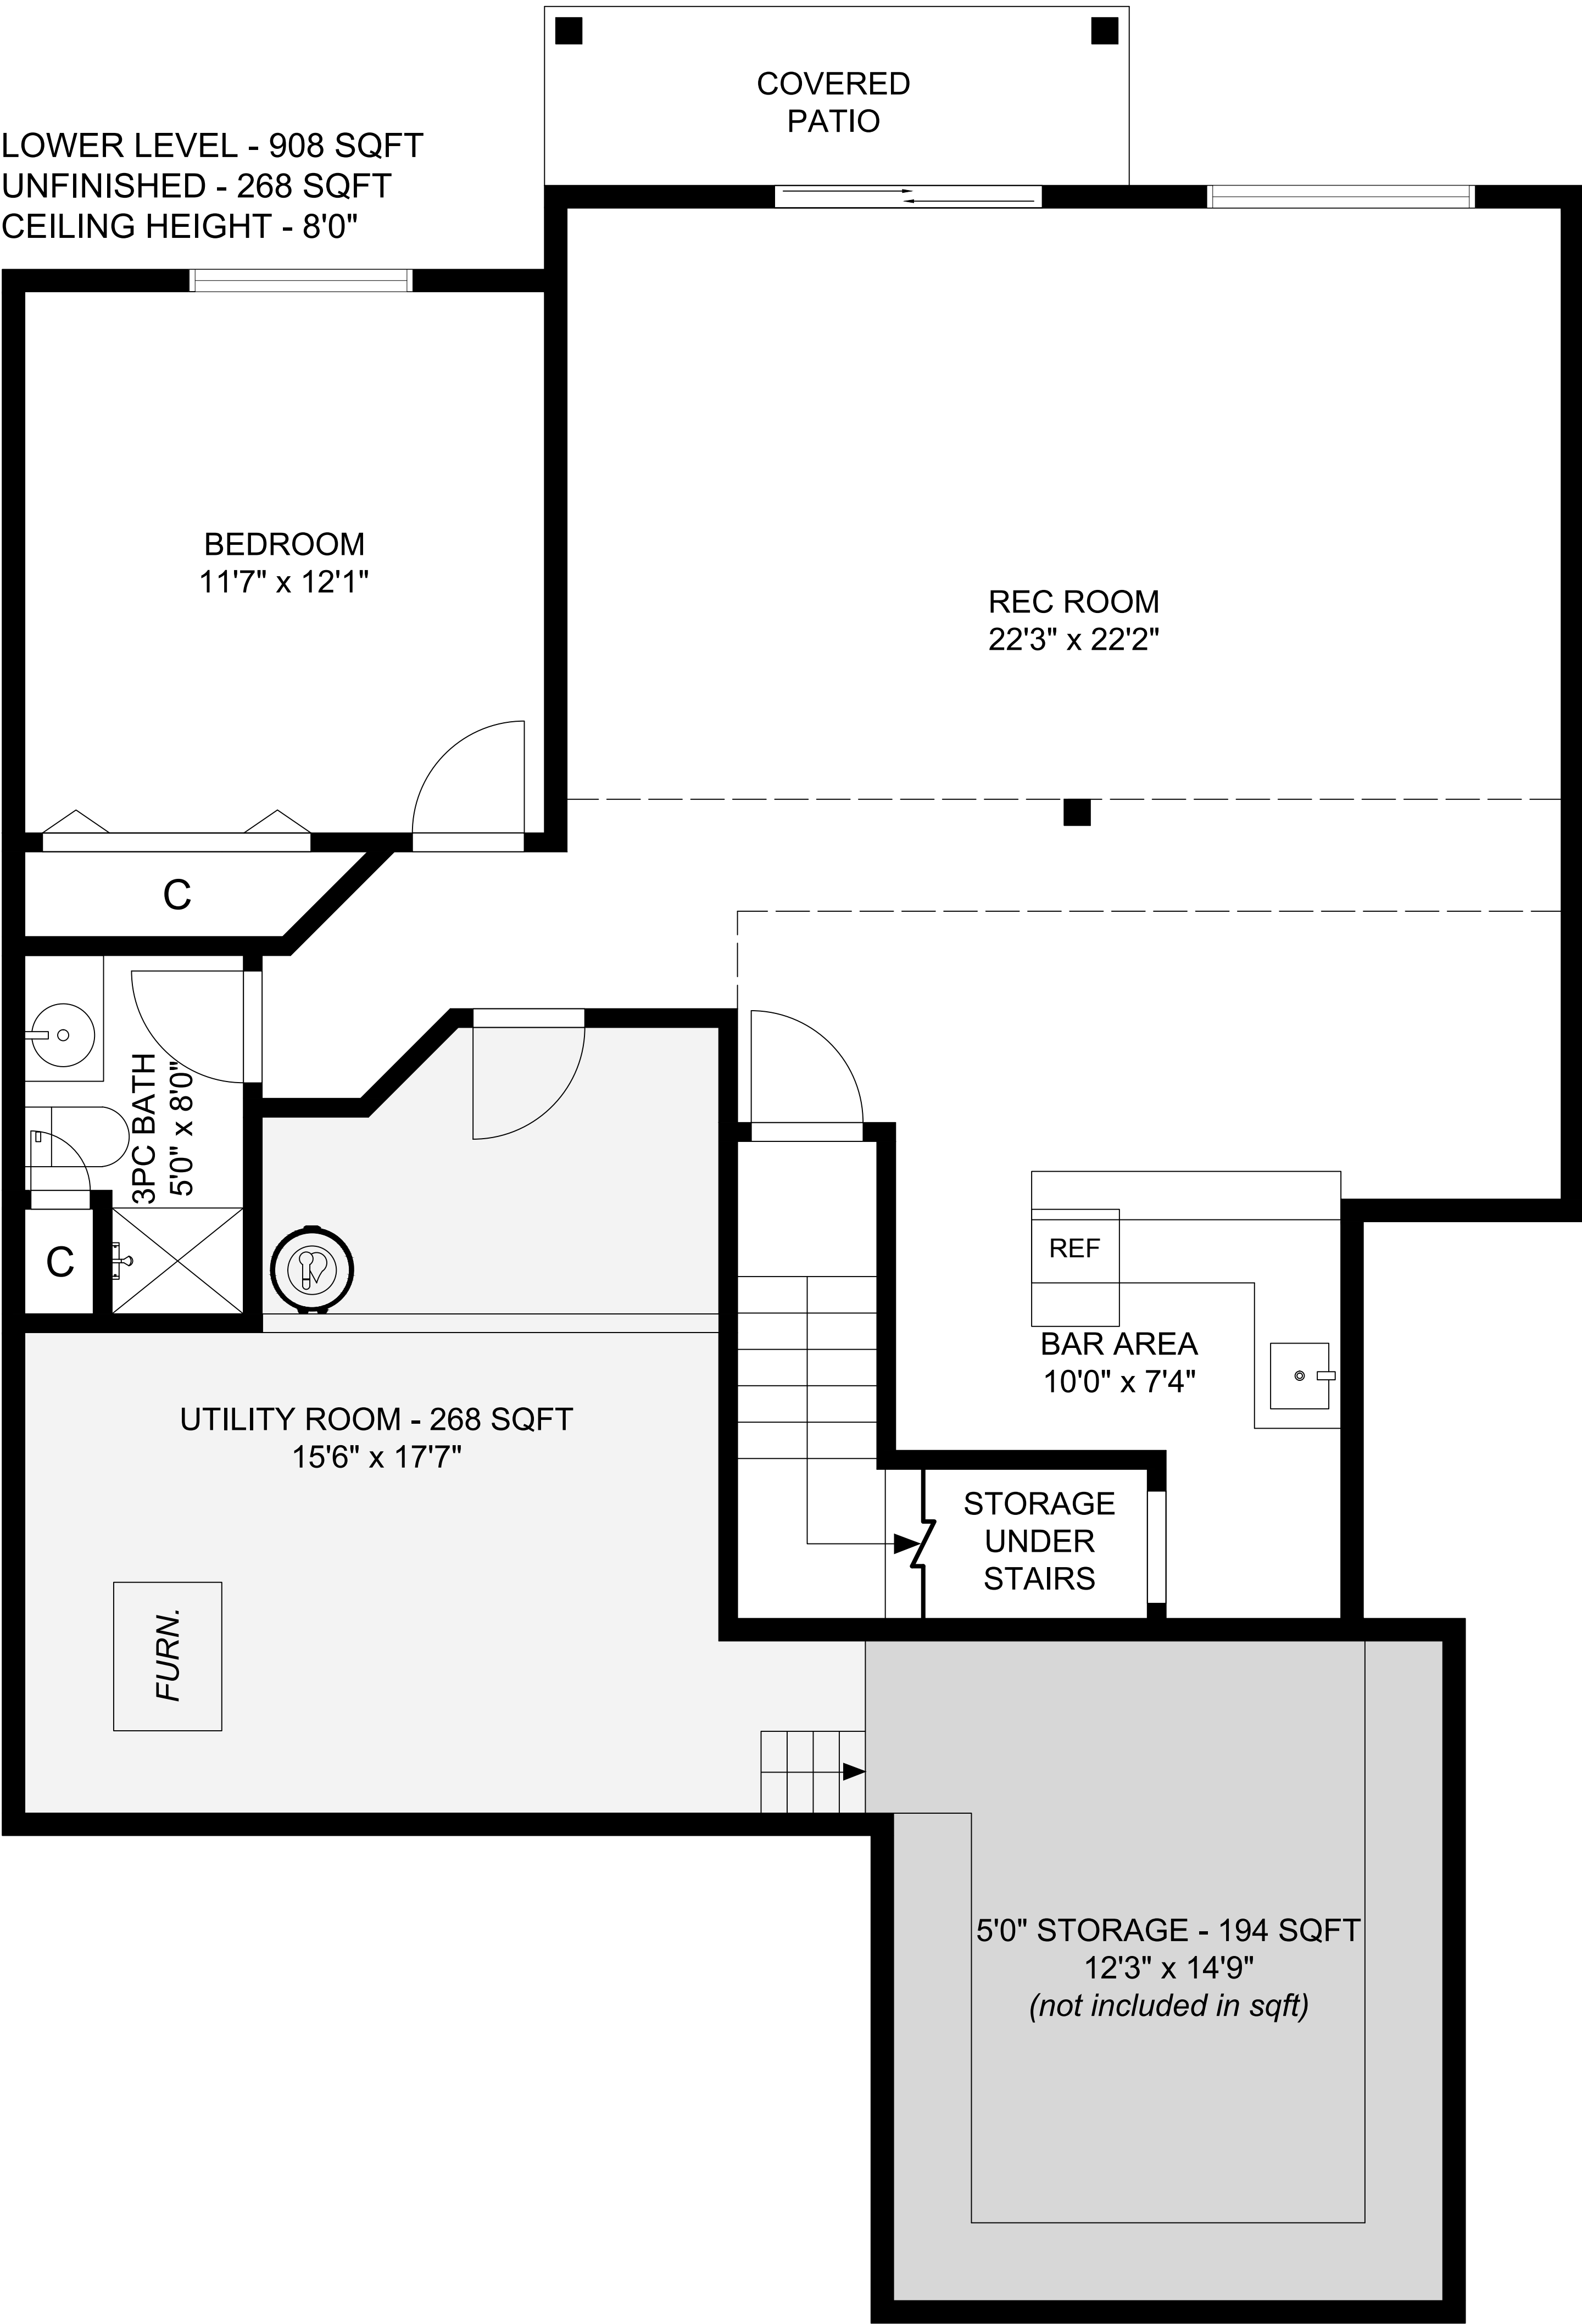 COVERED
PATIO
LOWER LEVEL - 908 SQFT
UNFINISHED - 268 SQFT
CEILING HEIGHT - 8'0"
BEDROOM
11'7" x 12'1"
REC ROOM
22'3" x 22'2"
C
3PC BATH
5'0" x 8'0"
C
REF
BAR AREA
10'0" x 7'4"
UTILITY ROOM - 268 SQFT
15'6" x 17'7"
STORAGE
UNDER
STAIRS
FURN.
5'0" STORAGE - 194 SQFT
12'3" x 14'9"
(not included in sqft)